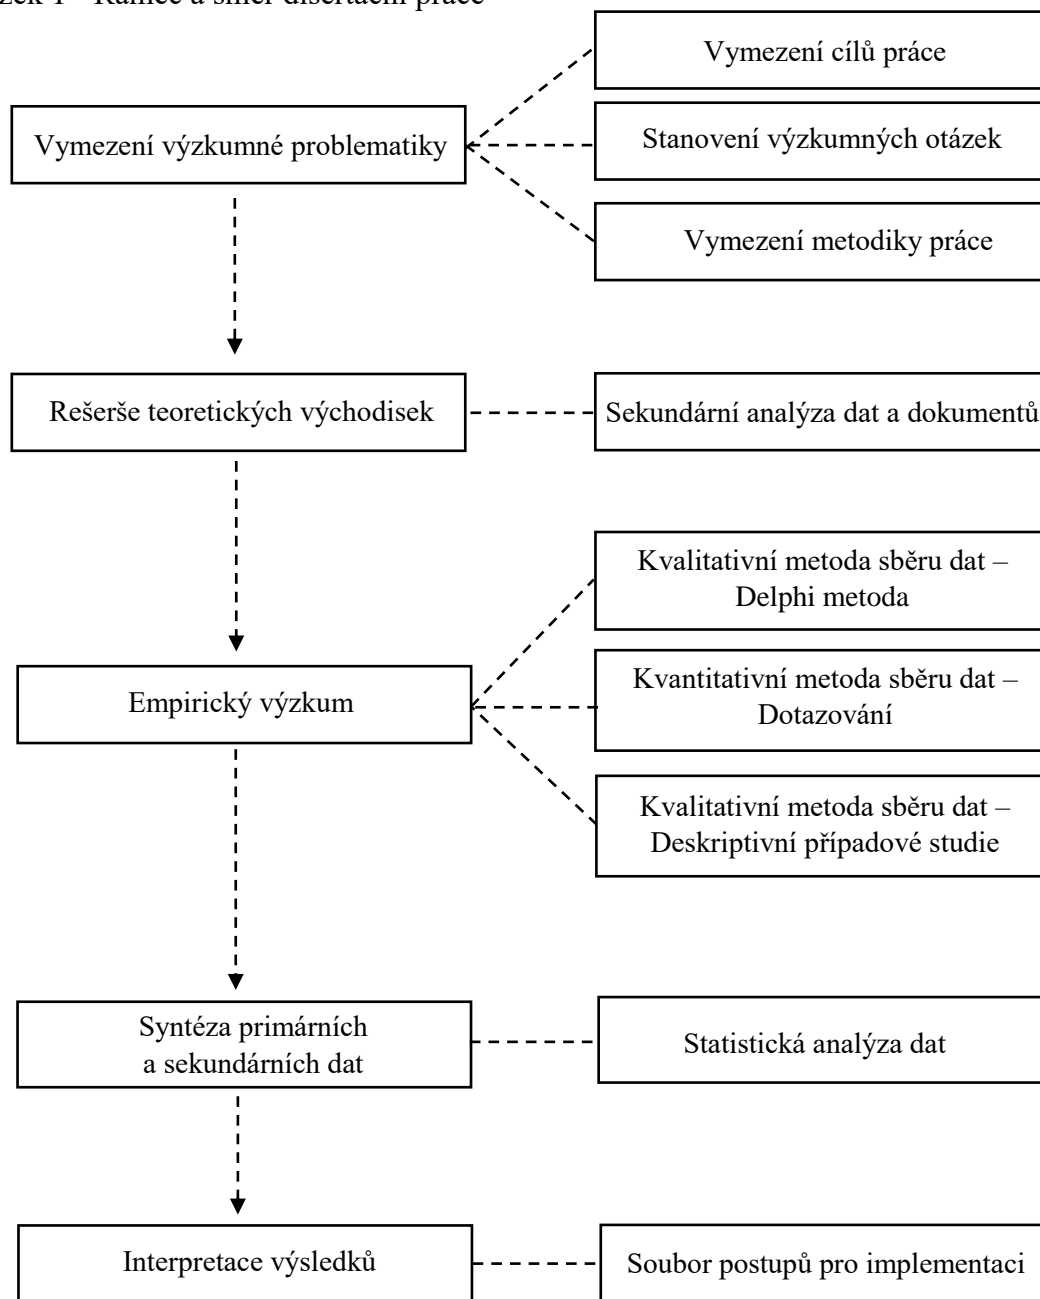 Vymezení cílů práce
Vymezení výzkumné problematiky
Stanovení výzkumných otázek
Vymezení metodiky práce
Rešerše teoretických východisek
Sekundární analýza dat a dokumentů
Kvalitativní metoda sběru dat –
Delphi metoda
Empirický výzkum
Kvantitativní metoda sběru dat –
Dotazování
Kvalitativní metoda sběru dat –
Deskriptivní případové studie
Syntéza primárních
a sekundárních dat
Statistická analýza dat
Interpretace výsledků
Soubor postupů pro implementaci